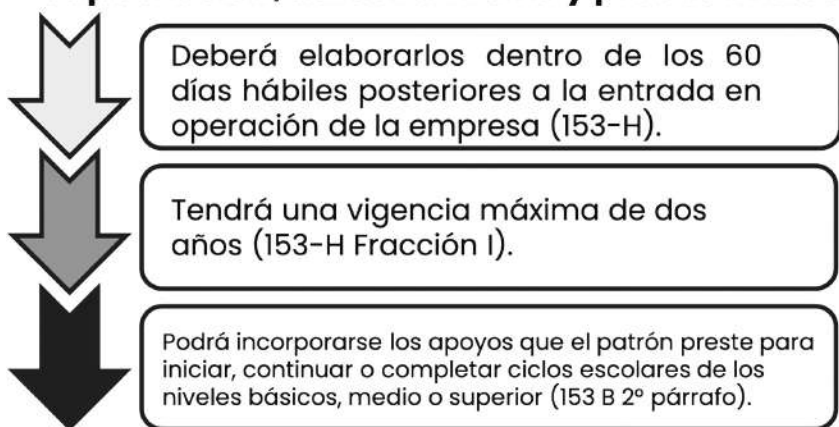 Deberá elaborarlos dentro de los 60
días hábiles posteriores a la entrada en
operación de la empresa (153-H).
Tendrá una vigencia máxima de dos
años (153-H Fracción I).
Podrá incorporarse los apoyos que el patrón preste para
iniciar, continuar o completar ciclos escolares de los
niveles básicos, medio o superior (153 B 2º párrafo).